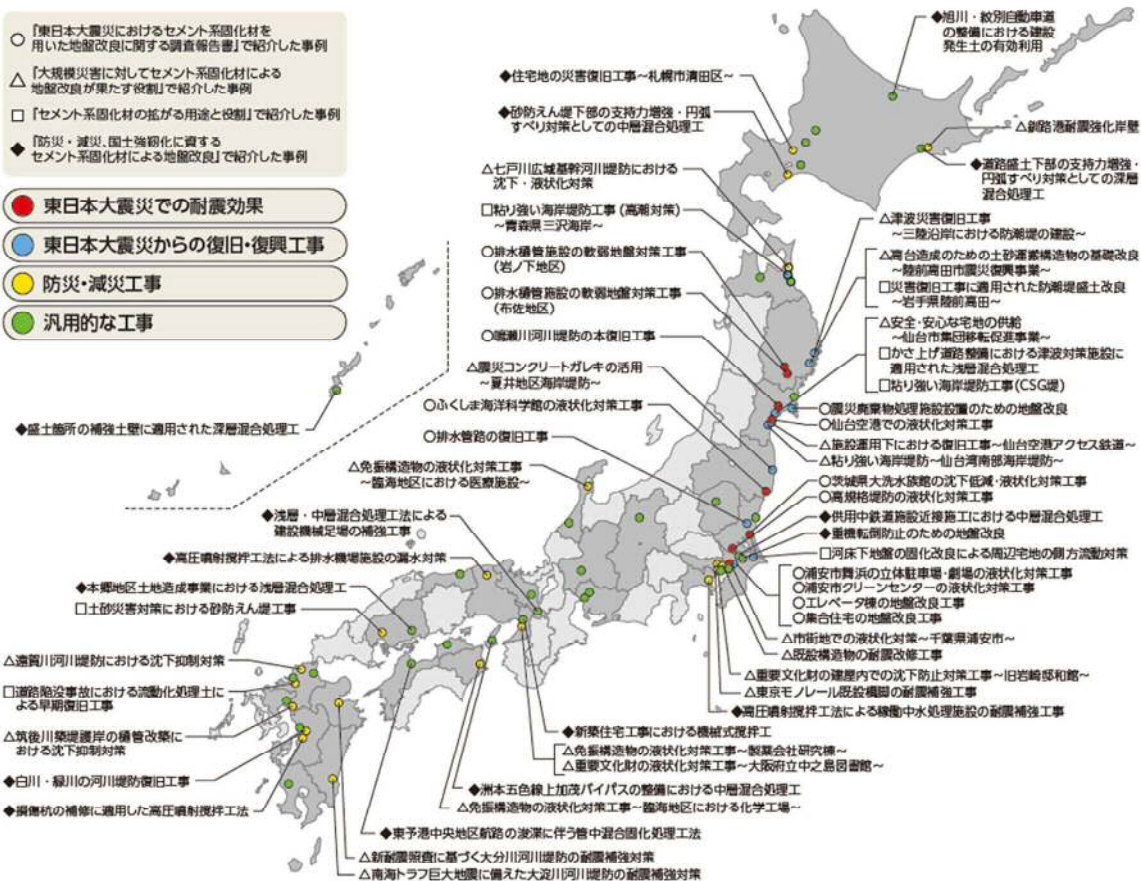 ○『東日本大震災におけるセメント系固化材を
用いた地盤改良に関する調査報告書』で紹介した事例
△『大規模災害に対してセメント系固化材による
地盤改良が果たす役割』で紹介した事例
□『セメント系固化材の拡がる用途と役割』で紹介した事例
◆『防災・減災、国土強靭化に資する
セメント系固化材による地盤改良』で紹介した事例
東日本大震災での耐震効果
東日本大震災からの復旧・復興工事
防災・減災工事
汎用的な工事
◆旭川・紋別自動車道
の整備における建設
発生土の有効利用
◆住宅地の災害復旧工事~札幌市清田区~
◆砂防えん堤下部の支持力増強・円弧
すべり対策としての中層混合処理工
△釧路港耐震強化岸壁
◆道路盛土下部の支持力増強・
円弧すべり対策としての深層
混合処理工
△七戸川広域基幹河川堤防における
沈下・液状化対策
□粘り強い海岸堤防工事(高潮対策)
~青森県三沢海岸~
○排水樋管施設の軟弱地盤対策工事
(岩ノ下地区)
○排水樋管施設の軟弱地盤対策工事
(布佐地区)
○鳴瀬川河川堤防の本復旧工事
△震災コンクリートガレキの活用
~夏井地区海岸堤防~
○ふくしま海洋科学館の液状化対策工事
○排水管路の復旧工事
△免振構造物の液状化対策工事
~臨海地区における医療施設~
◆浅層・中層混合処理工法による
建設機械足場の補強工事
◆高圧噴射撹拌工法による排水機場施設の漏水対策
◆本郷地区土地造成事業における浅層混合処理工
□土砂災害対策における砂防えん堤工事
△遠賀川河川堤防における沈下抑制対策
□道路陥没事故における流動化処理土に
よる早期復旧工事
△筑後川築堤護岸の樋管改築に
おける沈下抑制対策
◆白川・緑川の河川堤防復旧工事
◆損傷杭の補修に適用した高圧噴射撹拌工法
◆盛土箇所の補強土壁に適用された深層混合処理工
△津波災害復旧工事
~三陸沿岸における防潮堤の建設~
△高台造成のための土砂運搬構造物の基礎改良
~陸前高田市震災復興事業~
□災害復旧工事に適用された防潮堤盛土改良
~岩手県陸前高田~
△安全・安心な宅地の供給
~仙台市集団移転促進事業~
□かさ上げ道路整備における津波対策施設に
適用された浅層混合処理工
□粘り強い海岸堤防工事(CSG堤)
○震災廃棄物処理施設設置のための地盤改良
○仙台空港での液状化対策工事
△施設運用下における復旧工事~仙台空港アクセス鉄道~
△粘り強い海岸堤防~仙台湾南部海岸堤防~
○茨城県大洗水族館の沈下低減・液状化対策工事
○高規格堤防の液状化対策工事
◆供用中鉄道施設近接施工における中層混合処理工
◆重機転倒防止のための地盤改良
□河床下地盤の固化改良による周辺宅地の側方流動対策
○浦安市舞浜の立体駐車場・劇場の液状化対策工事
○浦安市クリーンセンターの液状化対策工事
○エレベータ棟の地盤改良工事
○集合住宅の地盤改良工事
△市街地での液状化対策~千葉県浦安市~
△既設構造物の耐震改修工事
△重要文化財の建屋内での沈下防止対策工事~旧岩崎邸和館~
△東京モノレール既設橋脚の耐震補強工事
◆高圧噴射撹拌工法による稼働中水処理施設の耐震補強工事
◆新築住宅工事における機械式撹拌工
△免振構造物の液状化対策工事~製薬会社研究棟~
△重要文化財の液状化対策工事~大阪府立中之島図書館~
◆洲本五色線上加茂バイパスの整備における中層混合処理工
△免振構造物の液状化対策工事~臨海地区における化学工場~
◆東予港中央地区航路の浚渫に伴う管中混合固化処理工法
△新耐震照査に基づく大分川河川堤防の耐震補強対策
△南海トラフ巨大地震に備えた大淀川河川堤防の耐震補強対策